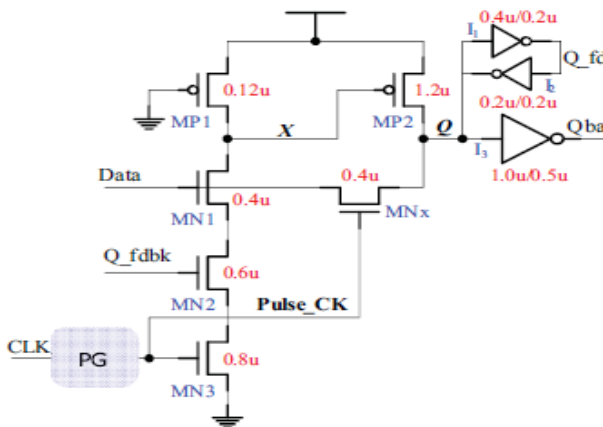 0.4u/0.2u
I1
Q_fd
I2
0.12u
1.2u
0.2u/0.2u
MP1
X
MP2
Q
Qba
I3
Data
0.4u
1.0u/0.5u
0.4u
MN1
MNx
Q_fdbk
0.6u
MN2
Pulse_CK
CLK
PG
0.8u
MN3